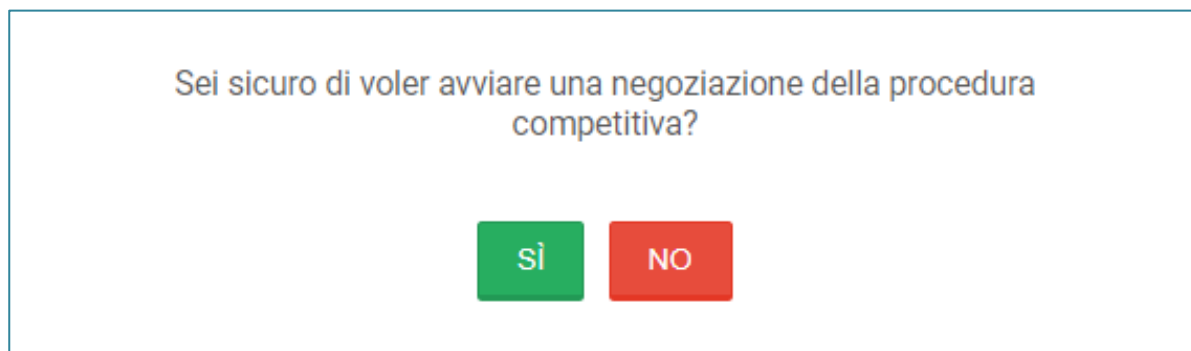 Sei sicuro di voler avviare una negoziazione della procedura
competitiva?
SÌ NO